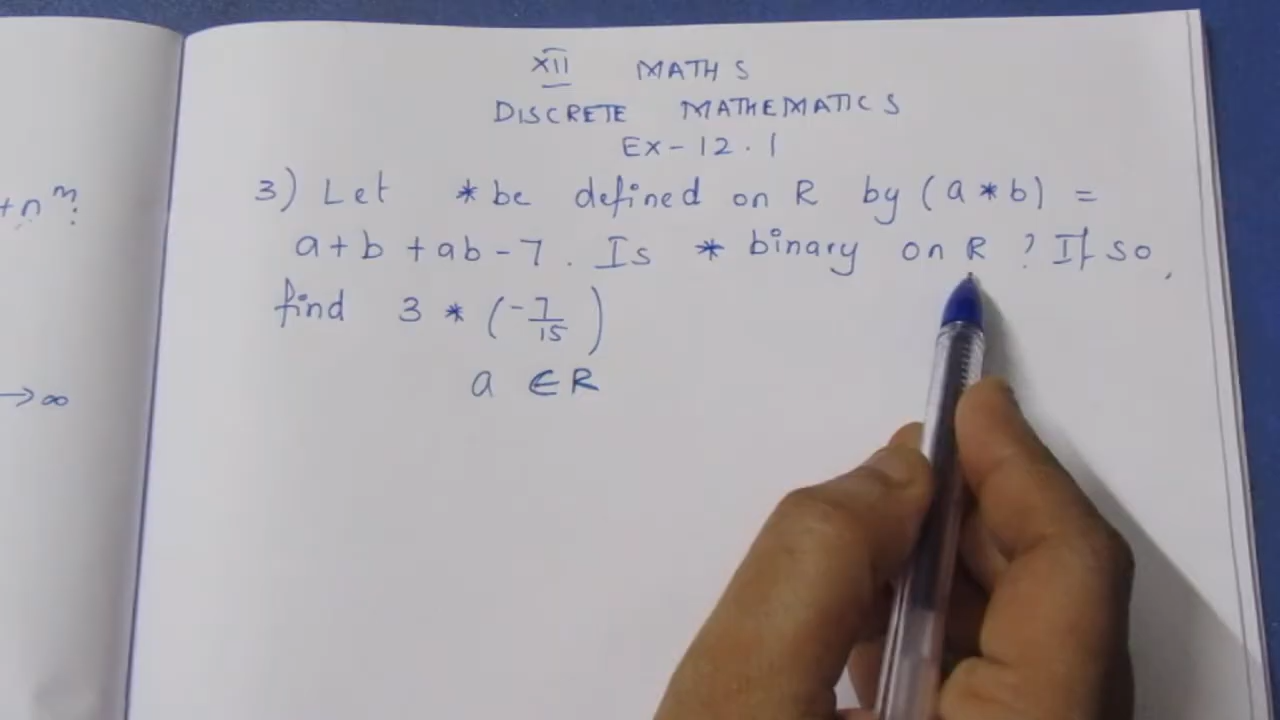 XII MATHS
DISCRETE MATHEMATICS
EX-12.1
3) Let * be defined on R by (a * b) =
a + b + ab - 7. Is * binary on R ? If so,
find 3 * (-7/15)
a ∈ R
+n^m.
→∞